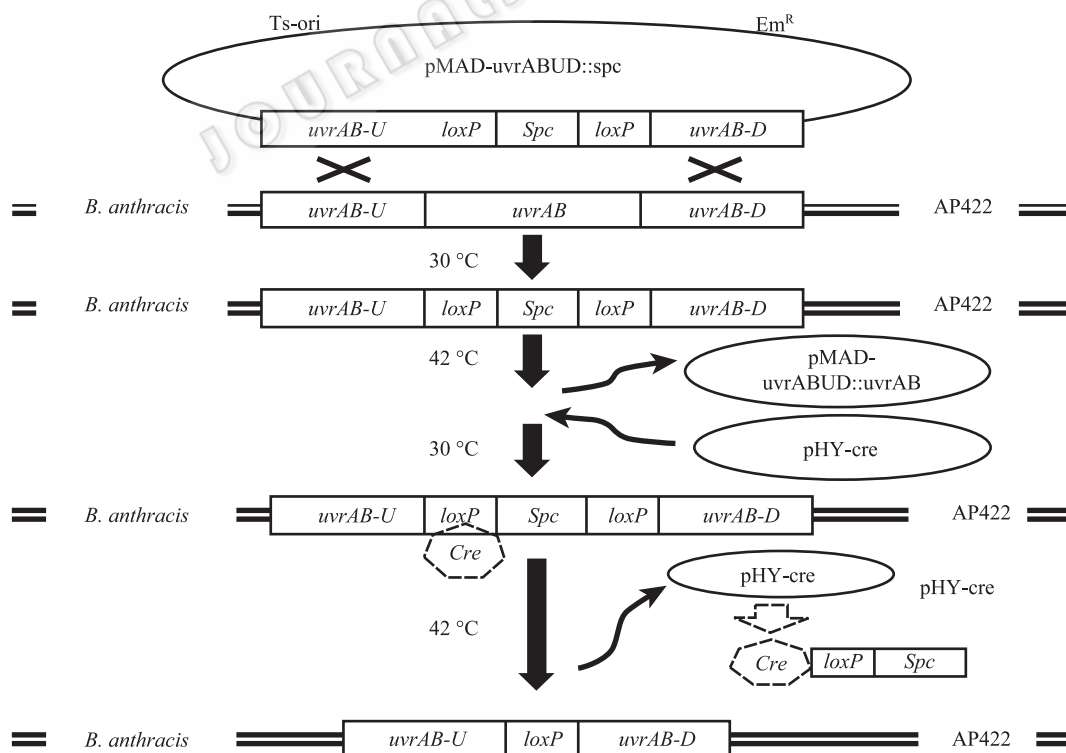 JOURNAL
Ts-ori Em^R
pMAD-uvrABUD::spc
uvrAB-U loxP Spc loxP uvrAB-D
B. anthracis uvrAB-U uvrAB uvrAB-D AP422
30 °C
B. anthracis uvrAB-U loxP Spc loxP uvrAB-D AP422
42 °C
pMAD-
uvrABUD::uvrAB
30 °C
pHY-cre
B. anthracis uvrAB-U loxP Spc loxP uvrAB-D AP422
Cre
pHY-cre pHY-cre
42 °C
Cre loxP Spc
B. anthracis uvrAB-U loxP uvrAB-D AP422